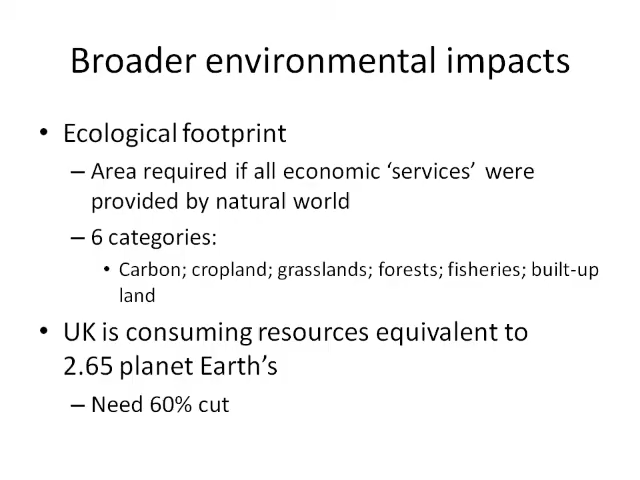 Broader environmental impacts
• Ecological footprint
– Area required if all economic ‘services’ were
provided by natural world
– 6 categories:
• Carbon; cropland; grasslands; forests; fisheries; built-up
land
• UK is consuming resources equivalent to
2.65 planet Earth’s
– Need 60% cut